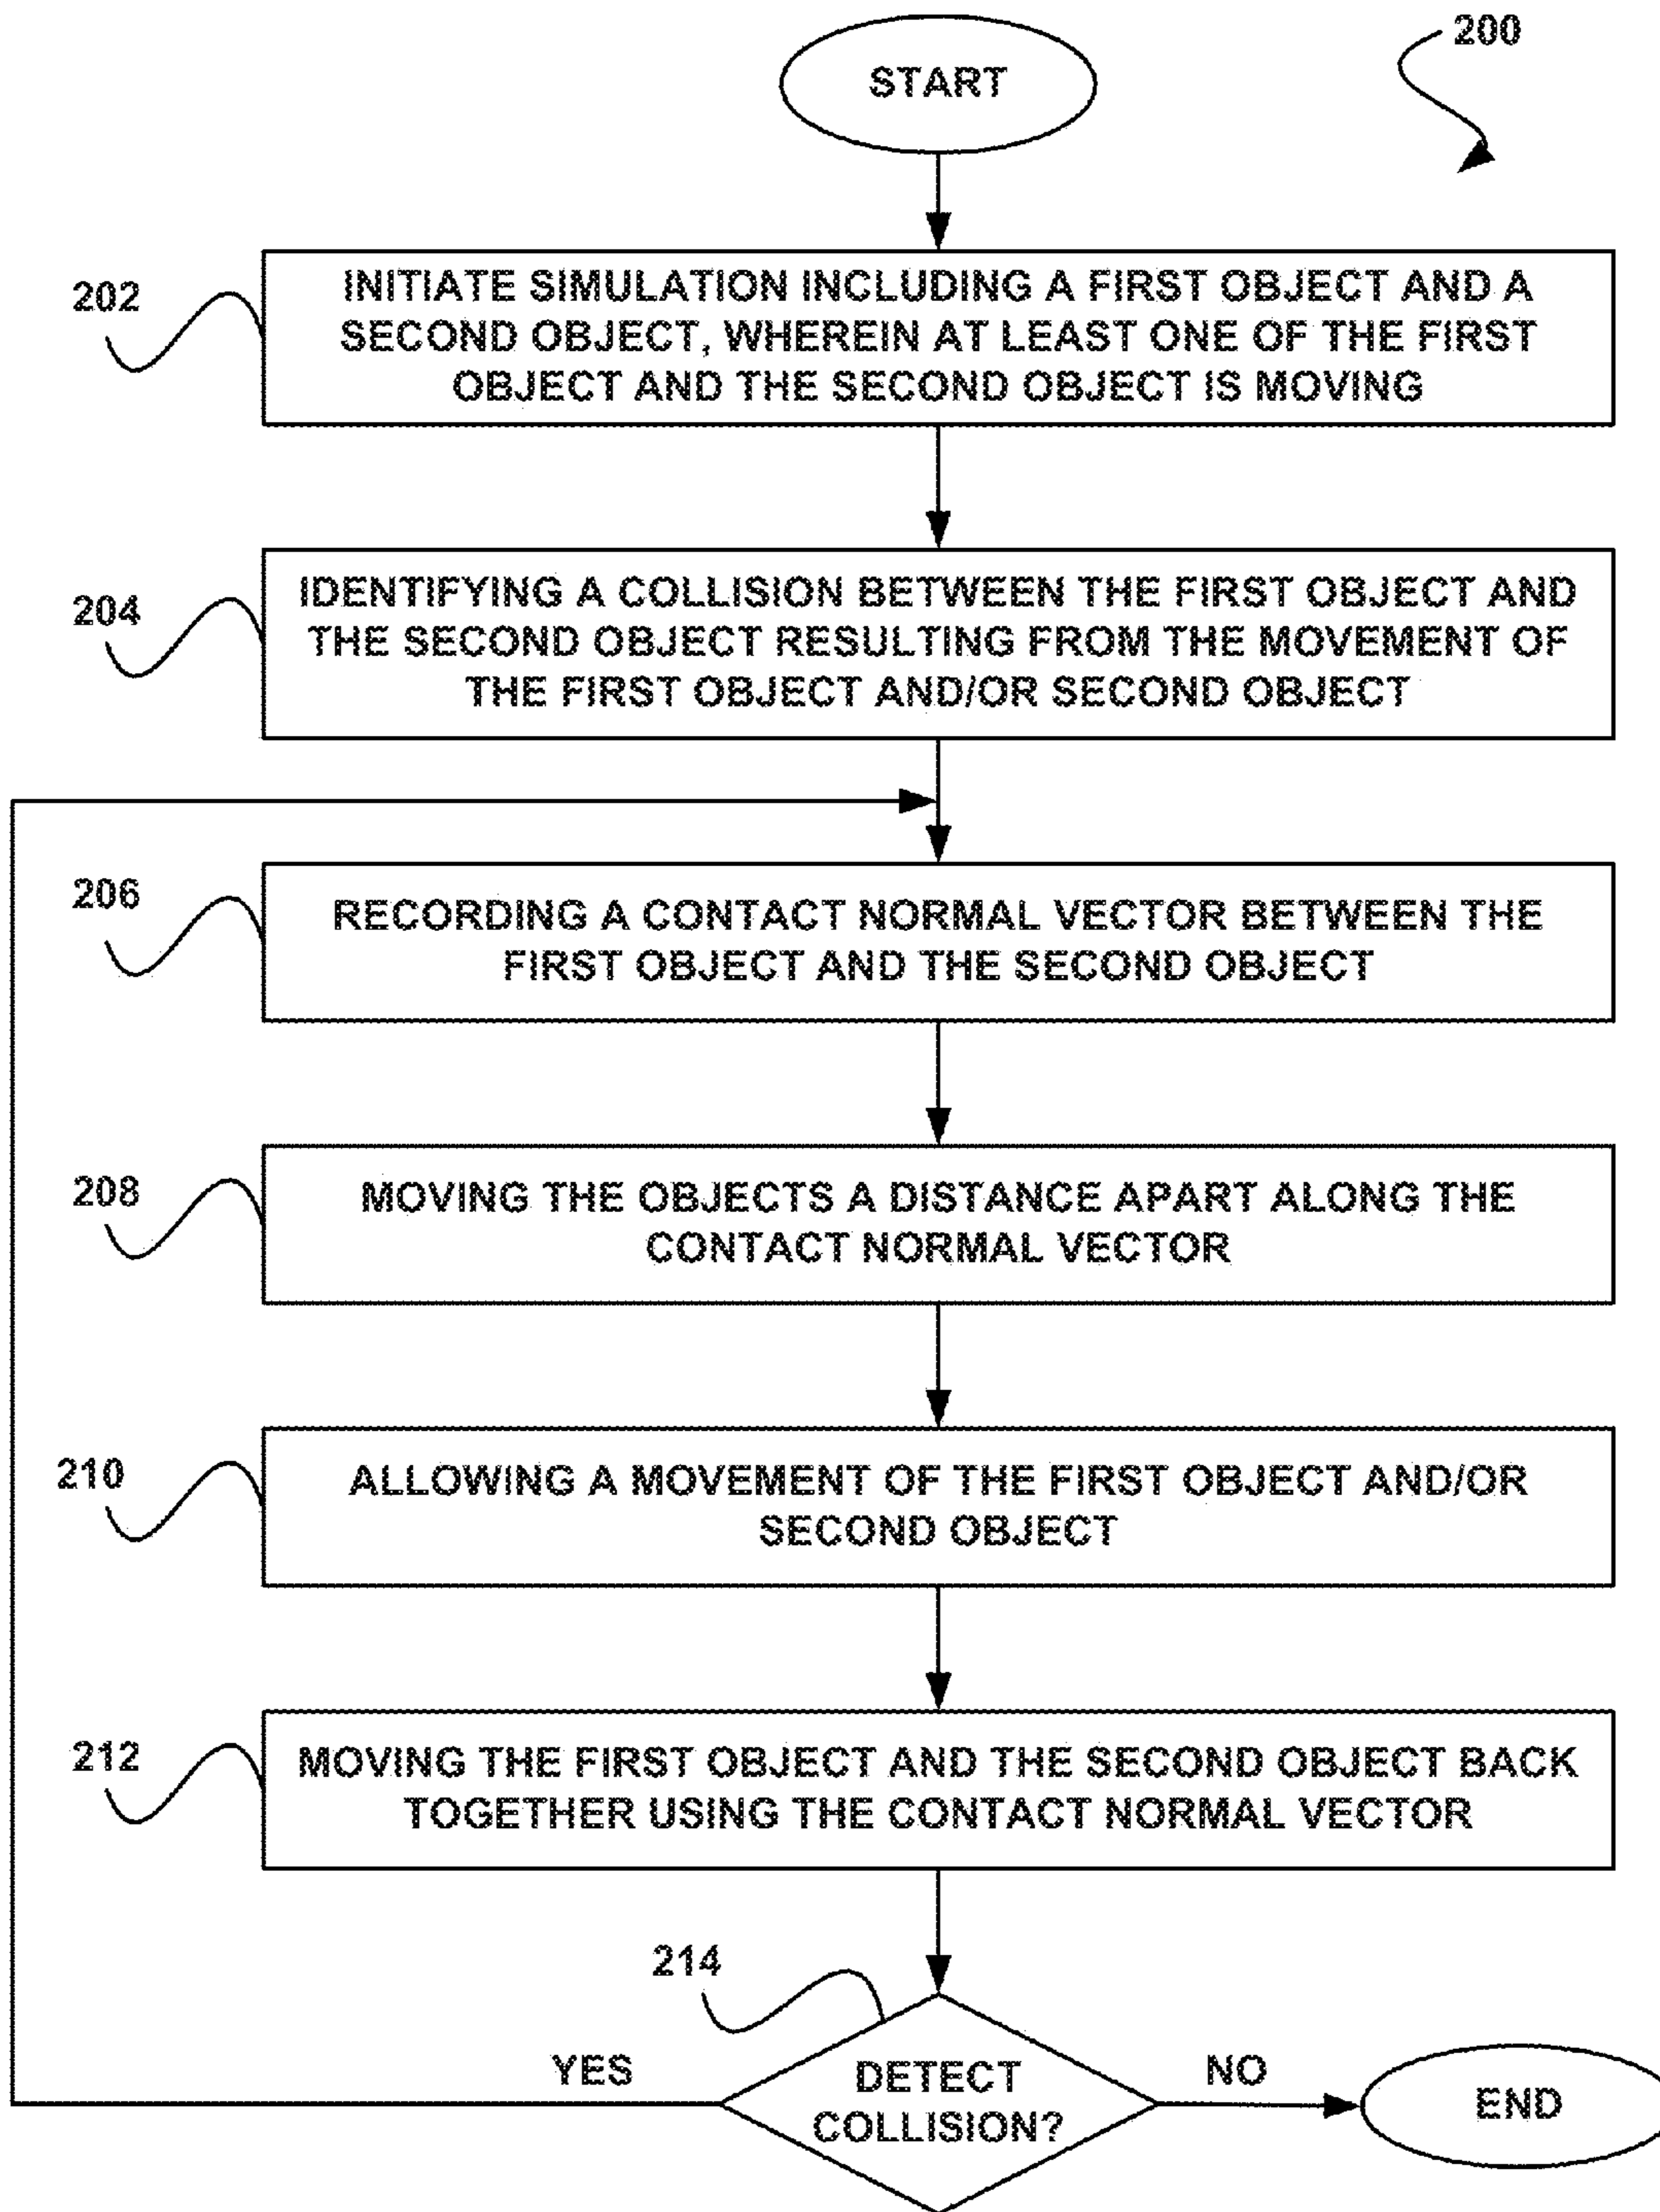 START
200
202
INITIATE SIMULATION INCLUDING A FIRST OBJECT AND A
SECOND OBJECT, WHEREIN AT LEAST ONE OF THE FIRST
OBJECT AND THE SECOND OBJECT IS MOVING
204
IDENTIFYING A COLLISION BETWEEN THE FIRST OBJECT AND
THE SECOND OBJECT RESULTING FROM THE MOVEMENT OF
THE FIRST OBJECT AND/OR SECOND OBJECT
206
RECORDING A CONTACT NORMAL VECTOR BETWEEN THE
FIRST OBJECT AND THE SECOND OBJECT
208
MOVING THE OBJECTS A DISTANCE APART ALONG THE
CONTACT NORMAL VECTOR
210
ALLOWING A MOVEMENT OF THE FIRST OBJECT AND/OR
SECOND OBJECT
212
MOVING THE FIRST OBJECT AND THE SECOND OBJECT BACK
TOGETHER USING THE CONTACT NORMAL VECTOR
214
YES
DETECT
COLLISION?
NO
END